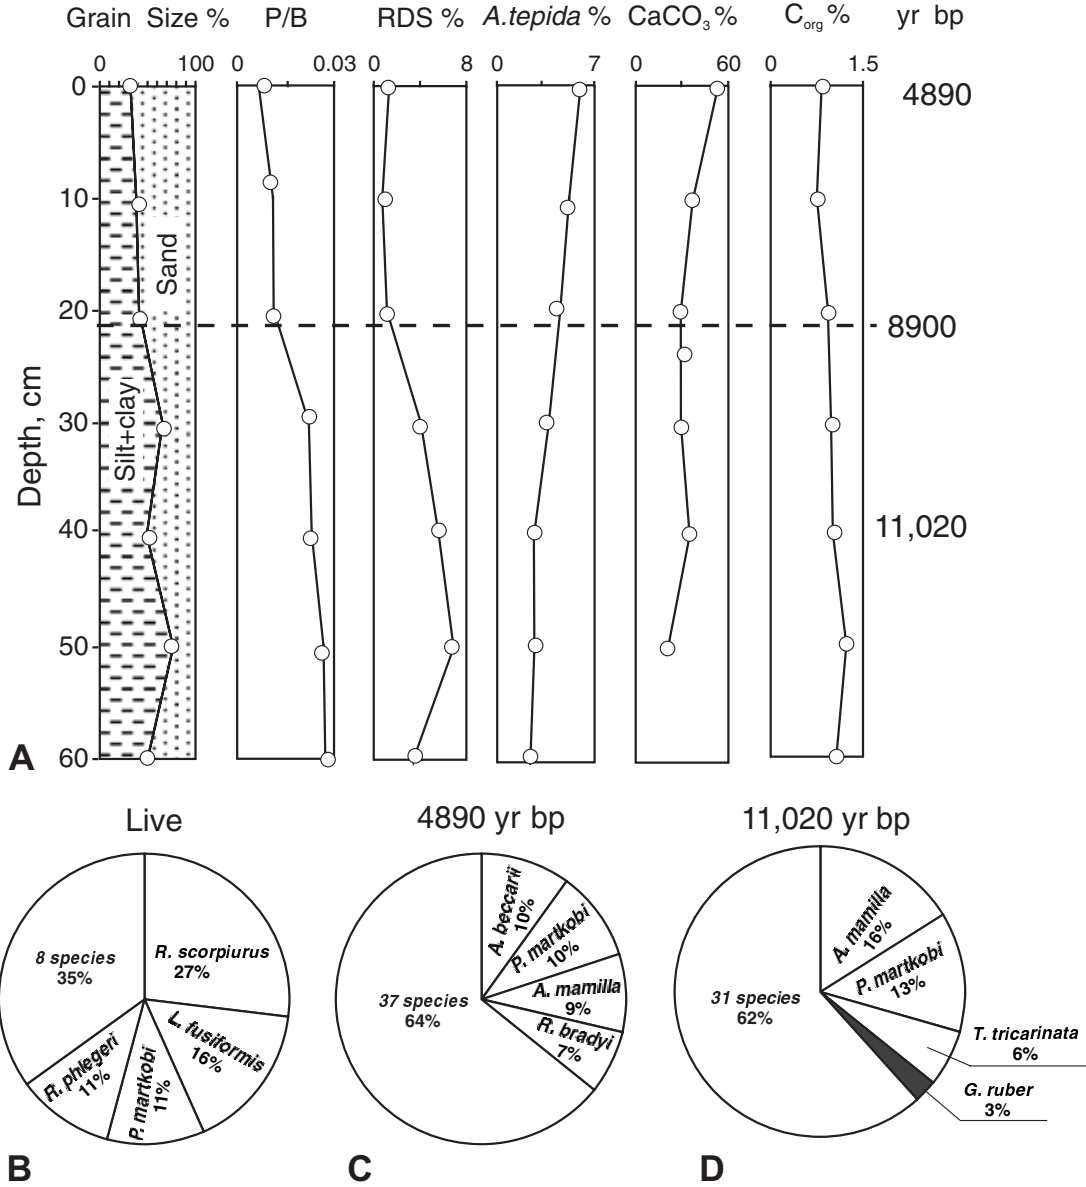 Grain Size % P/B RDS % A.tepida % CaCO3 % Corg % yr bp
0 100 0 0.03 0 8 0 7 0 60 0 1.5
0
4890
10
Sand
20
8900
Depth, cm
Silt+clay
30
40
11,020
50
60
A
Live
8 species
35%
R. scorpiurus
27%
L. fusiformis
16%
P. martkobi
11%
R. phlegeri
11%
B
4890 yr bp
A. beccarii
10%
P. martkobi
10%
A. mamilla
9%
R. bradyi
7%
37 species
64%
C
11,020 yr bp
A. mamilla
16%
P. martkobi
13%
T. tricarinata
6%
G. ruber
3%
31 species
62%
D